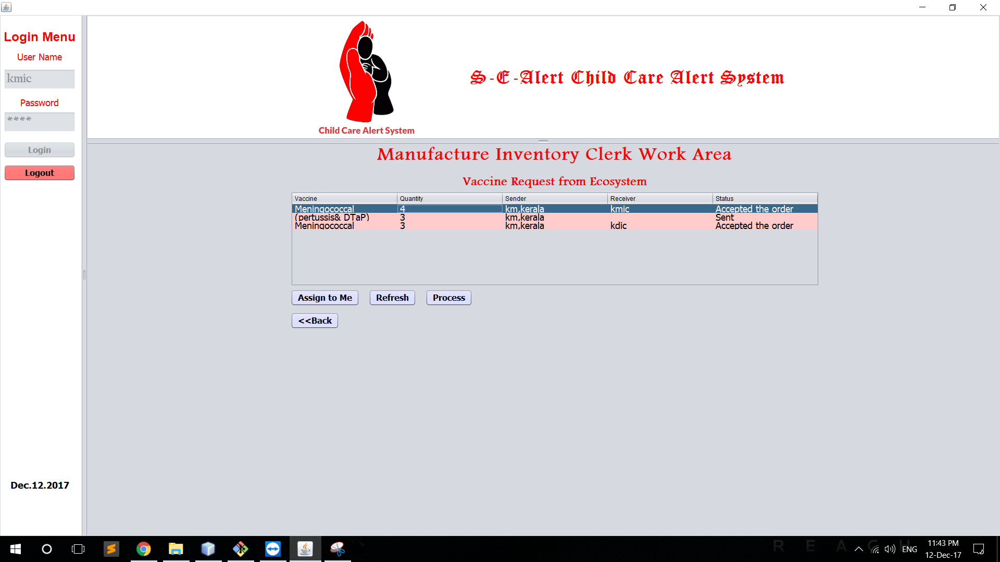 Login Menu
User Name
kmic
Password
****
Login
Logout
Dec.12.2017
Child Care Alert System
S-E-Alert Child Care Alert System
Manufacture Inventory Clerk Work Area
Vaccine Request from Ecosystem
Vaccine Quantity Sender Receiver Status
Meningococcal 4 km,kerala kmic Accepted the order
(pertussis& DTaP) 3 km,kerala Sent
Meningococcal 3 km,kerala kdic Accepted the order
Assign to Me Refresh Process
<<Back
R E A C H
ENG
11:43 PM
12-Dec-17